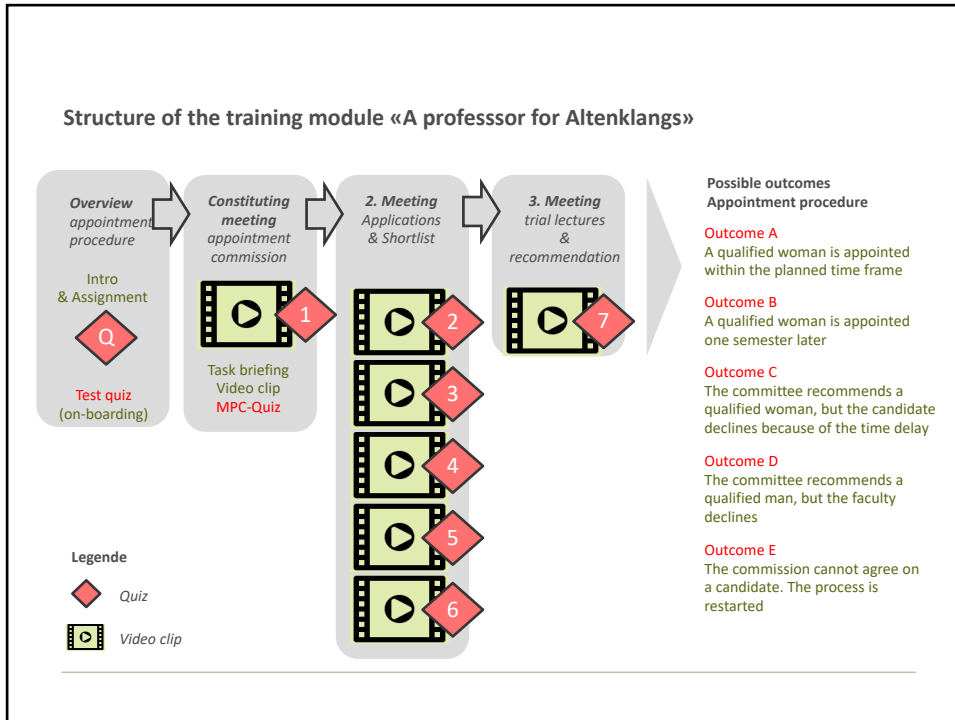 Structure of the training module «A professsor for Altenklangs»
Overview
appointment
procedure
Intro
& Assignment
Q
Test quiz
(on-boarding)
Constituting
meeting
appointment
commission
1
Task briefing
Video clip
MPC-Quiz
2. Meeting
Applications
& Shortlist
2
3
4
5
6
3. Meeting
trial lectures
&
recommendation
7
Possible outcomes
Appointment procedure
Outcome A
A qualified woman is appointed
within the planned time frame
Outcome B
A qualified woman is appointed
one semester later
Outcome C
The committee recommends a
qualified woman, but the candidate
declines because of the time delay
Outcome D
The committee recommends a
qualified man, but the faculty
declines
Outcome E
The commission cannot agree on
a candidate. The process is
restarted
Legende
Quiz
Video clip